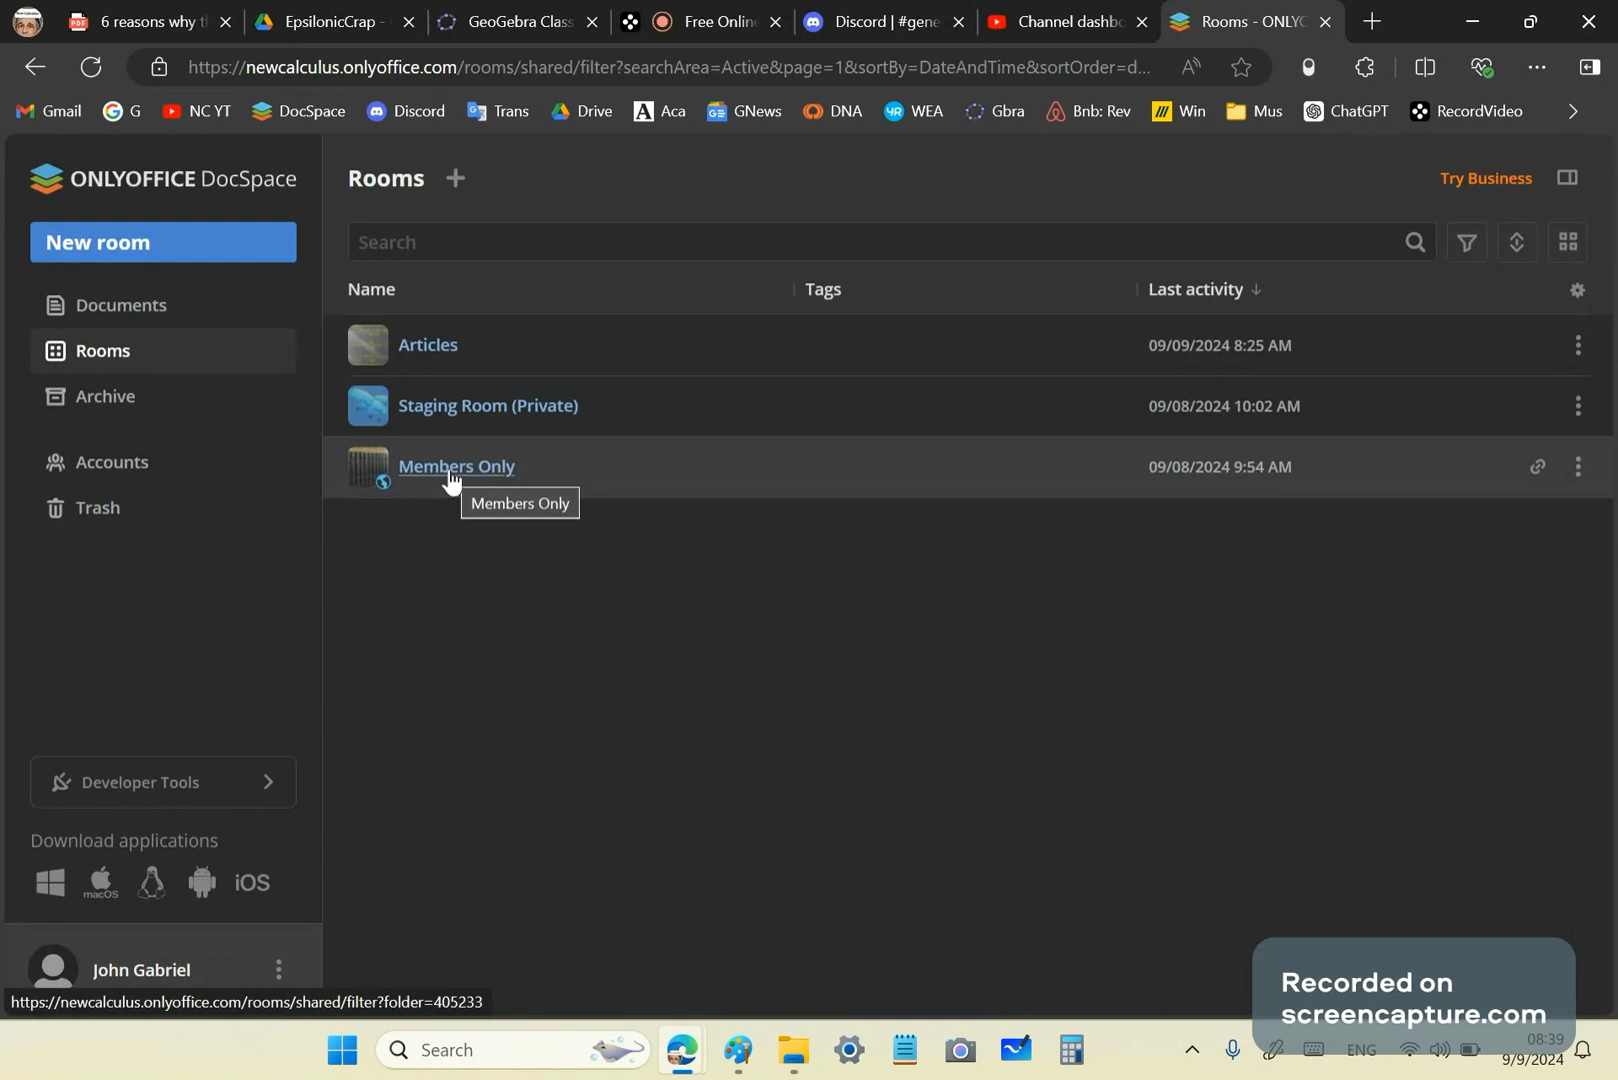 6 reasons why t
EpsilonicCrap -
GeoGebra Class
Free Onlin
Discord | #gene
Channel dashb
Rooms - ONLYC
https://newcalculus.onlyoffice.com/rooms/shared/filter?searchArea=Active&page=1&sortBy=DateAndTime&sortOrder=d...
Gmail
G
NC YT
DocSpace
Discord
Trans
Drive
Aca
GNews
DNA
WEA
Gbra
Bnb: Rev
Win
Mus
ChatGPT
RecordVideo
ONLYOFFICE DocSpace
Rooms
Try Business
New room
Search
Documents
Rooms
Archive
Accounts
Trash
Name
Tags
Last activity
Articles
09/09/2024 8:25 AM
Staging Room (Private)
09/08/2024 10:02 AM
Members Only
09/08/2024 9:54 AM
Members Only
Developer Tools
Download applications
macOS
iOS
John Gabriel
https://newcalculus.onlyoffice.com/rooms/shared/filter?folder=405233
Recorded on
screencapture.com
Search
ENG
08:39
9/9/2024